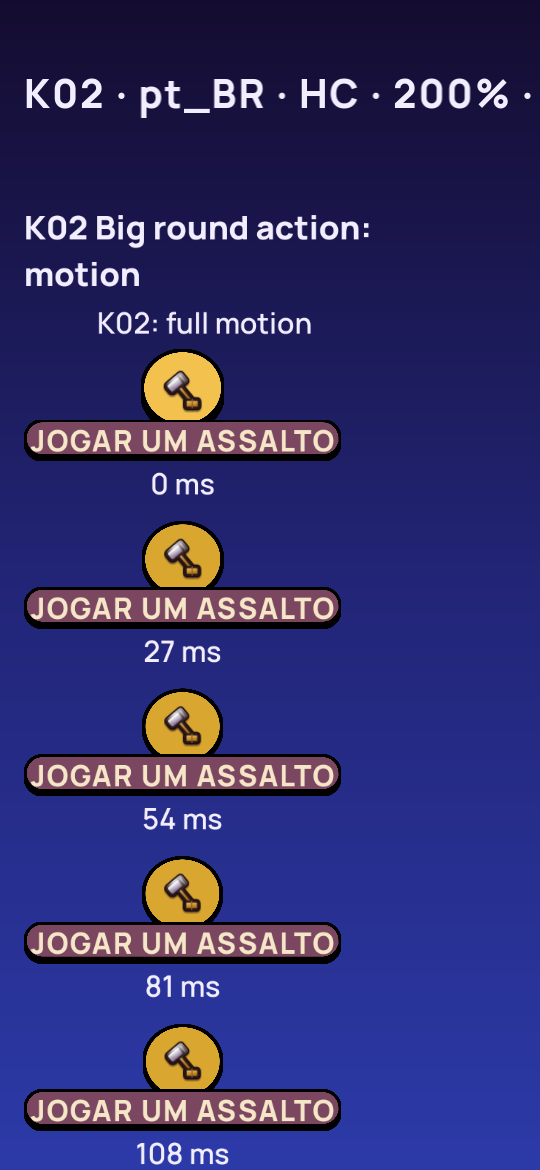 K02 · pt_BR · HC · 200% ·
K02 Big round action:
motion
K02: full motion
JOGAR UM ASSALTO
0 ms
JOGAR UM ASSALTO
27 ms
JOGAR UM ASSALTO
54 ms
JOGAR UM ASSALTO
81 ms
JOGAR UM ASSALTO
108 ms